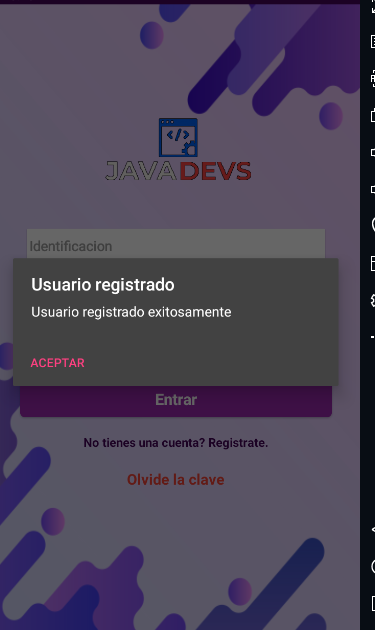 </>
JAVADEVS
Identificacion
Usuario registrado
Usuario registrado exitosamente
ACEPTAR
Entrar
No tienes una cuenta? Registrate.
Olvide la clave